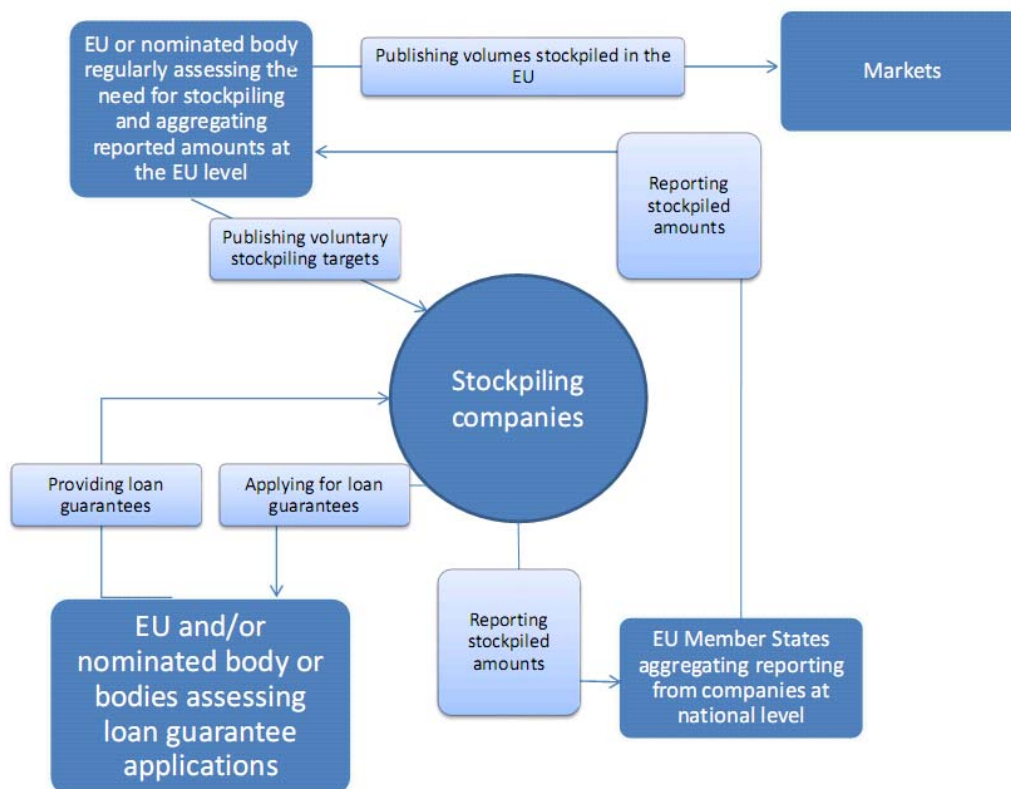 EU or nominated body
regularly assessing the
need for stockpiling
and aggregating
reported amounts at
the EU level
Publishing volumes stockpiled in the
EU
Markets
Reporting
stockpiled
amounts
Publishing voluntary
stockpiling targets
Stockpiling
companies
Providing loan
guarantees
Applying for loan
guarantees
Reporting
stockpiled
amounts
EU and/or
nominated body or
bodies assessing
loan guarantee
applications
EU Member States
aggregating reporting
from companies at
national level